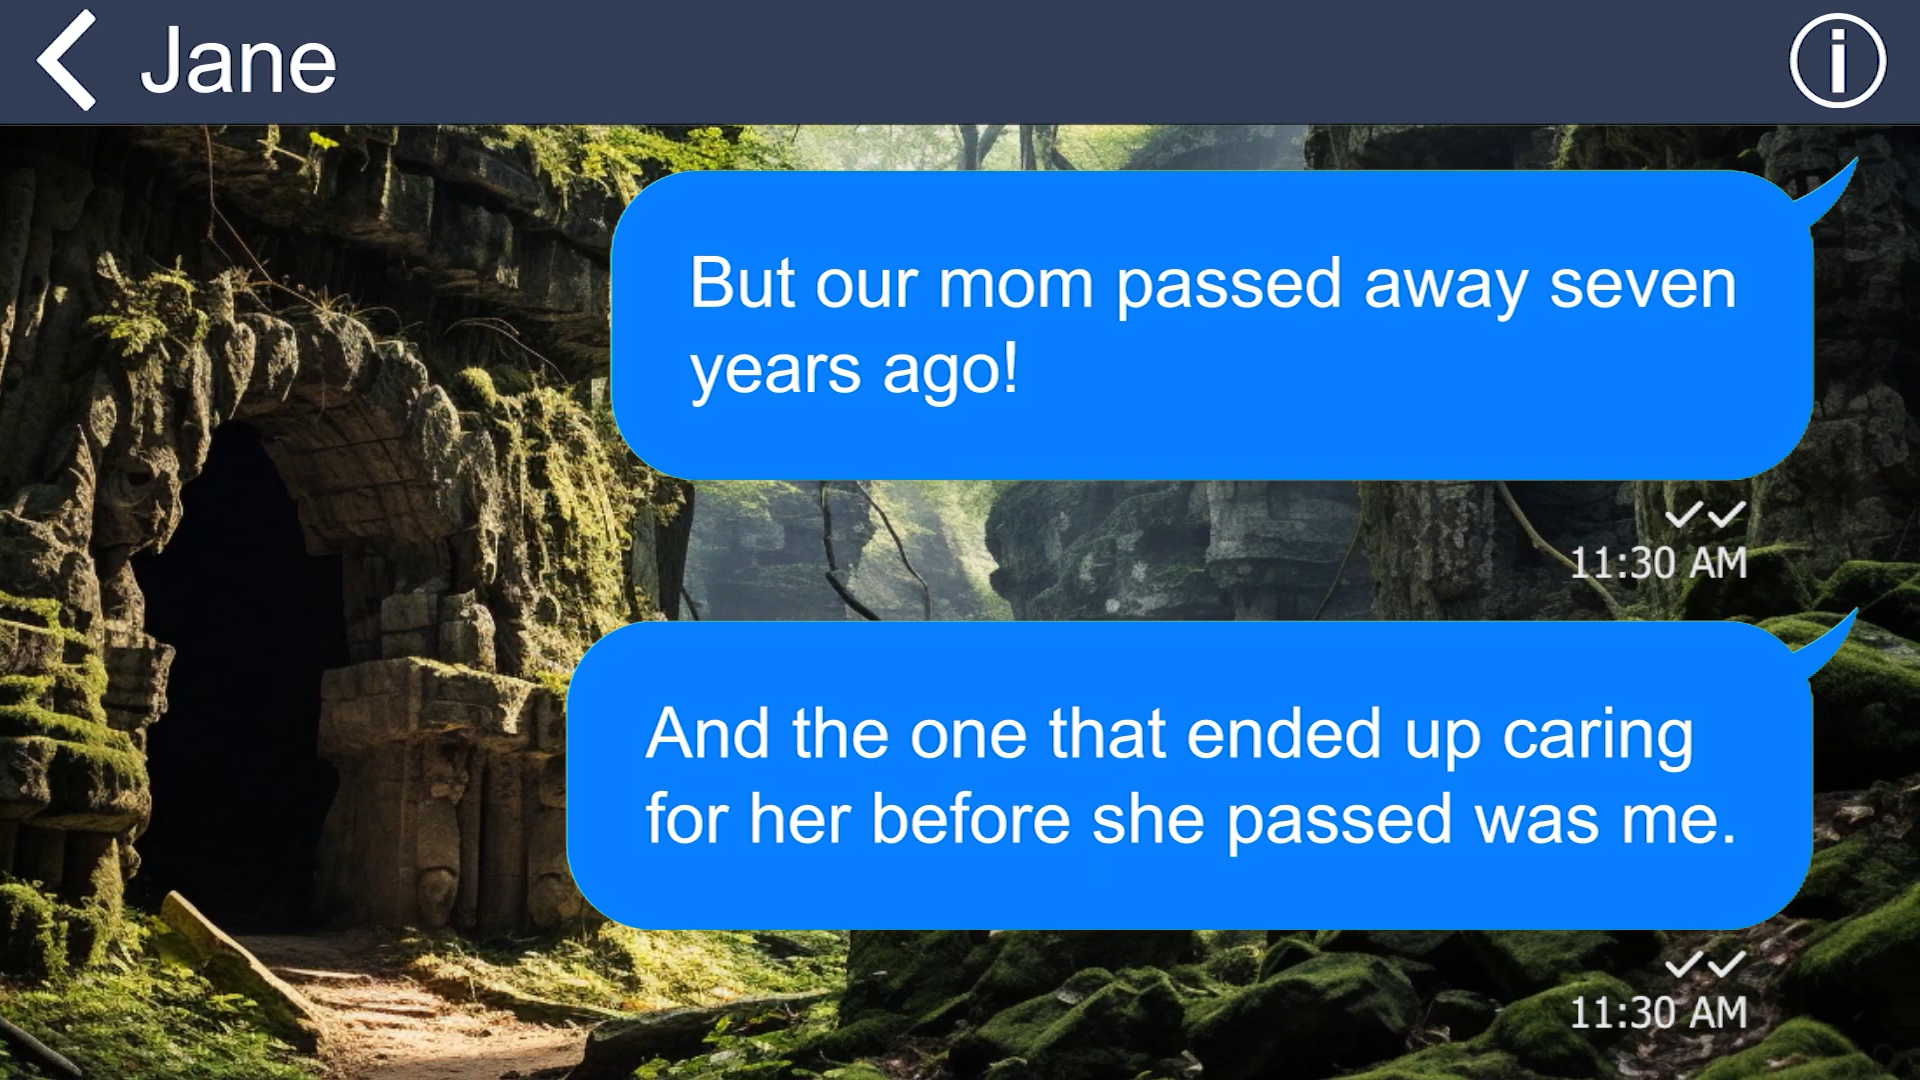 Jane
But our mom passed away seven
years ago!
11:30 AM
And the one that ended up caring
for her before she passed was me.
11:30 AM